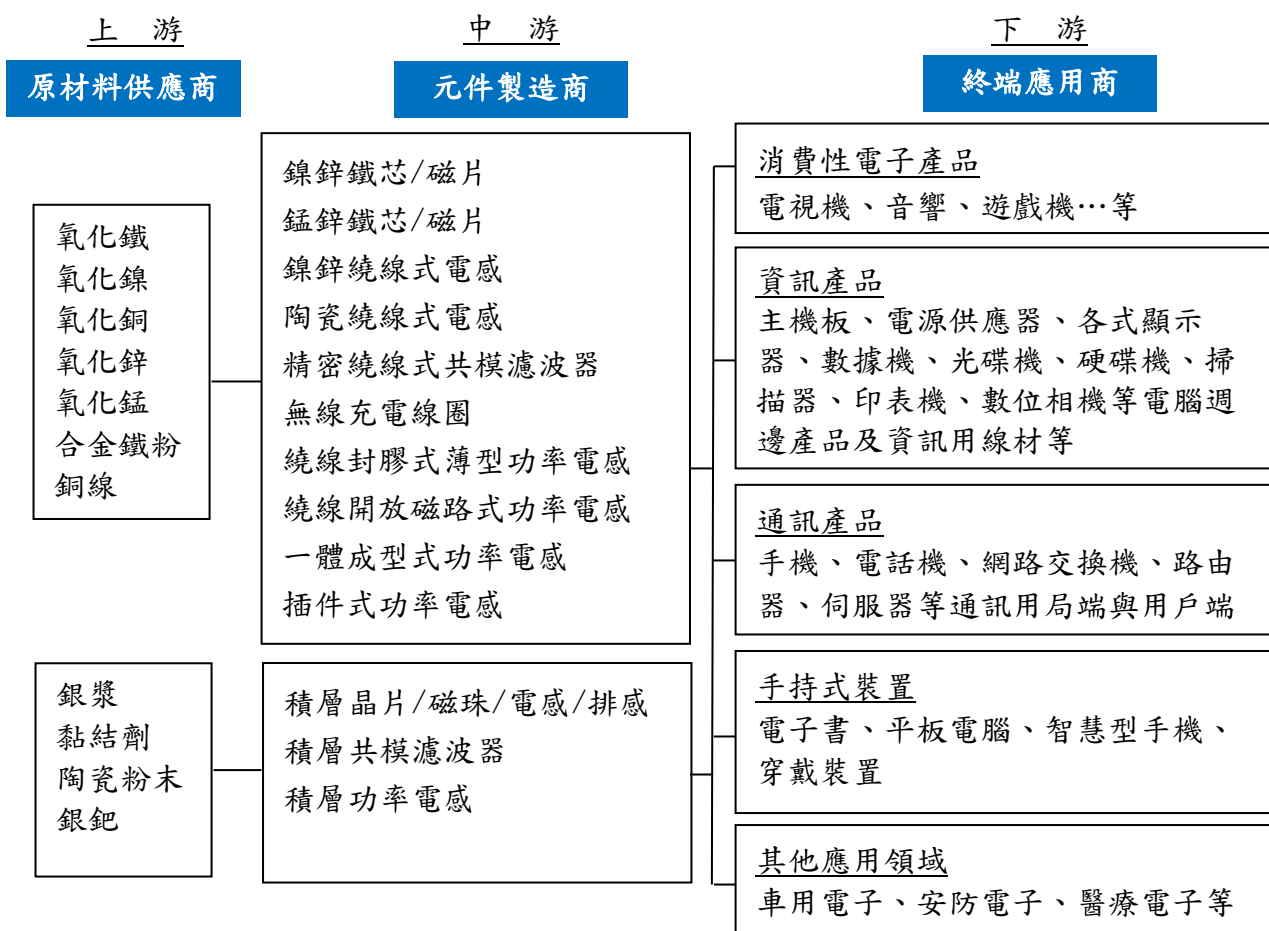 上　游
中　游
下　游
原材料供應商
元件製造商
終端應用商
氧化鐵
氧化鎳
氧化銅
氧化鋅
氧化錳
合金鐵粉
銅線
鎳鋅鐵芯/磁片
錳鋅鐵芯/磁片
鎳鋅繞線式電感
陶瓷繞線式電感
精密繞線式共模濾波器
無線充電線圈
繞線封膠式薄型功率電感
繞線開放磁路式功率電感
一體成型式功率電感
插件式功率電感
銀漿
黏結劑
陶瓷粉末
銀鈀
積層晶片/磁珠/電感/排感
積層共模濾波器
積層功率電感
消費性電子產品
電視機、音響、遊戲機…等
資訊產品
主機板、電源供應器、各式顯示
器、數據機、光碟機、硬碟機、掃
描器、印表機、數位相機等電腦週
邊產品及資訊用線材等
通訊產品
手機、電話機、網路交換機、路由
器、伺服器等通訊用局端與用戶端
手持式裝置
電子書、平板電腦、智慧型手機、
穿戴裝置
其他應用領域
車用電子、安防電子、醫療電子等